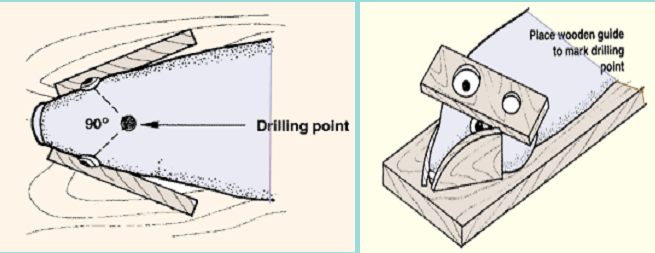 90°
Drilling point
Place wooden guide
to mark drilling
point